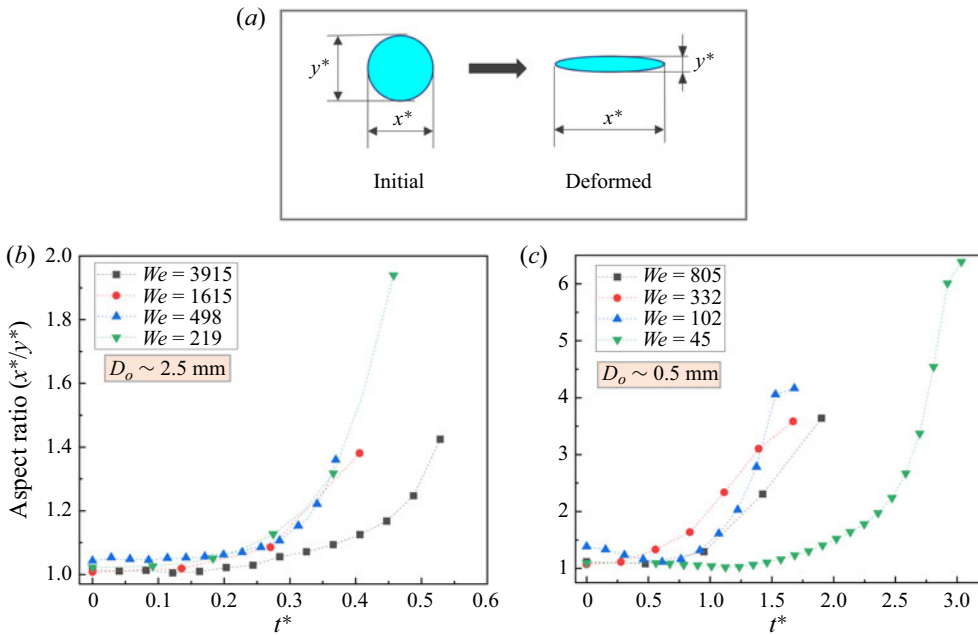 (a)
y*
x*
Initial
x*
y*
Deformed
(b)
2.0
1.8
1.6
1.4
1.2
1.0
Aspect ratio (x*/y*)
We = 3915
We = 1615
We = 498
We = 219
Do ~ 2.5 mm
0
0.1
0.2
0.3
0.4
0.5
0.6
t*
(c)
6
5
4
3
2
1
We = 805
We = 332
We = 102
We = 45
Do ~ 0.5 mm
0
0.5
1.0
1.5
2.0
2.5
3.0
t*